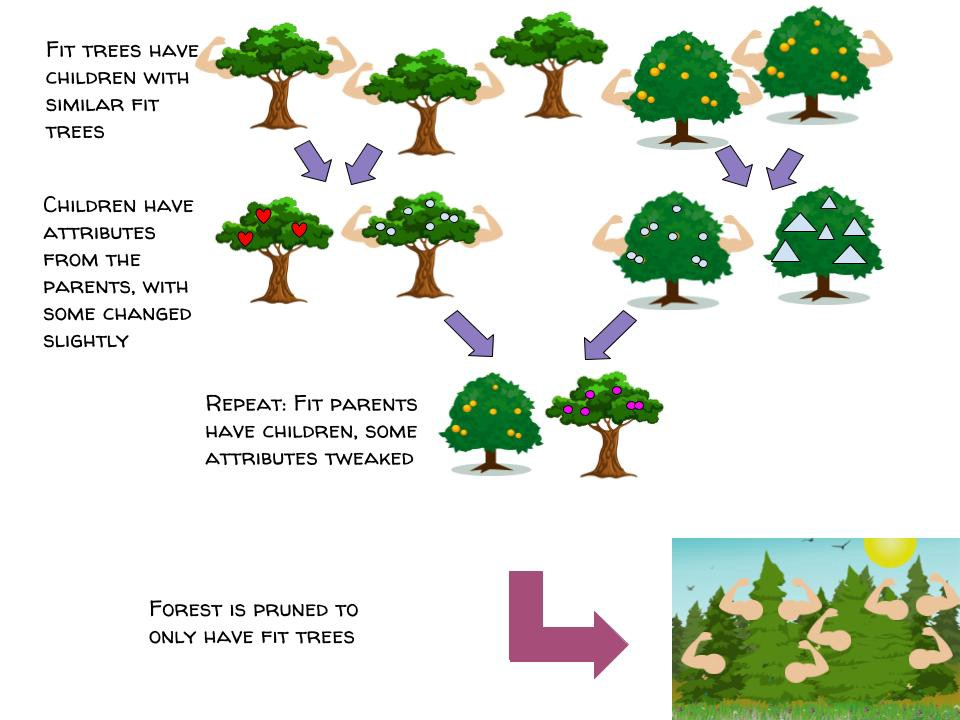 Fit trees have
children with
similar fit
trees
Children have
attributes
from the
parents, with
some changed
slightly
Repeat: Fit parents
have children, some
attributes tweaked
Forest is pruned to
only have fit trees